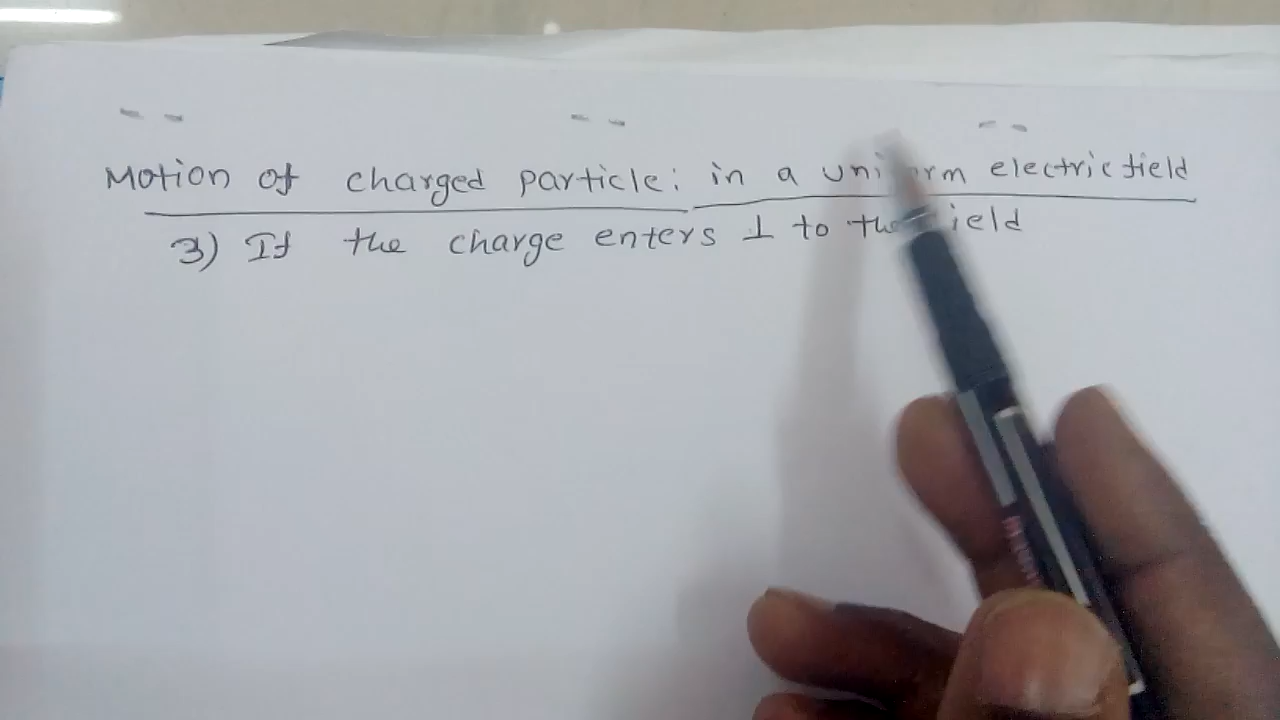 Motion of charged particle: in a electric field
3) If the charge enters ⊥ to